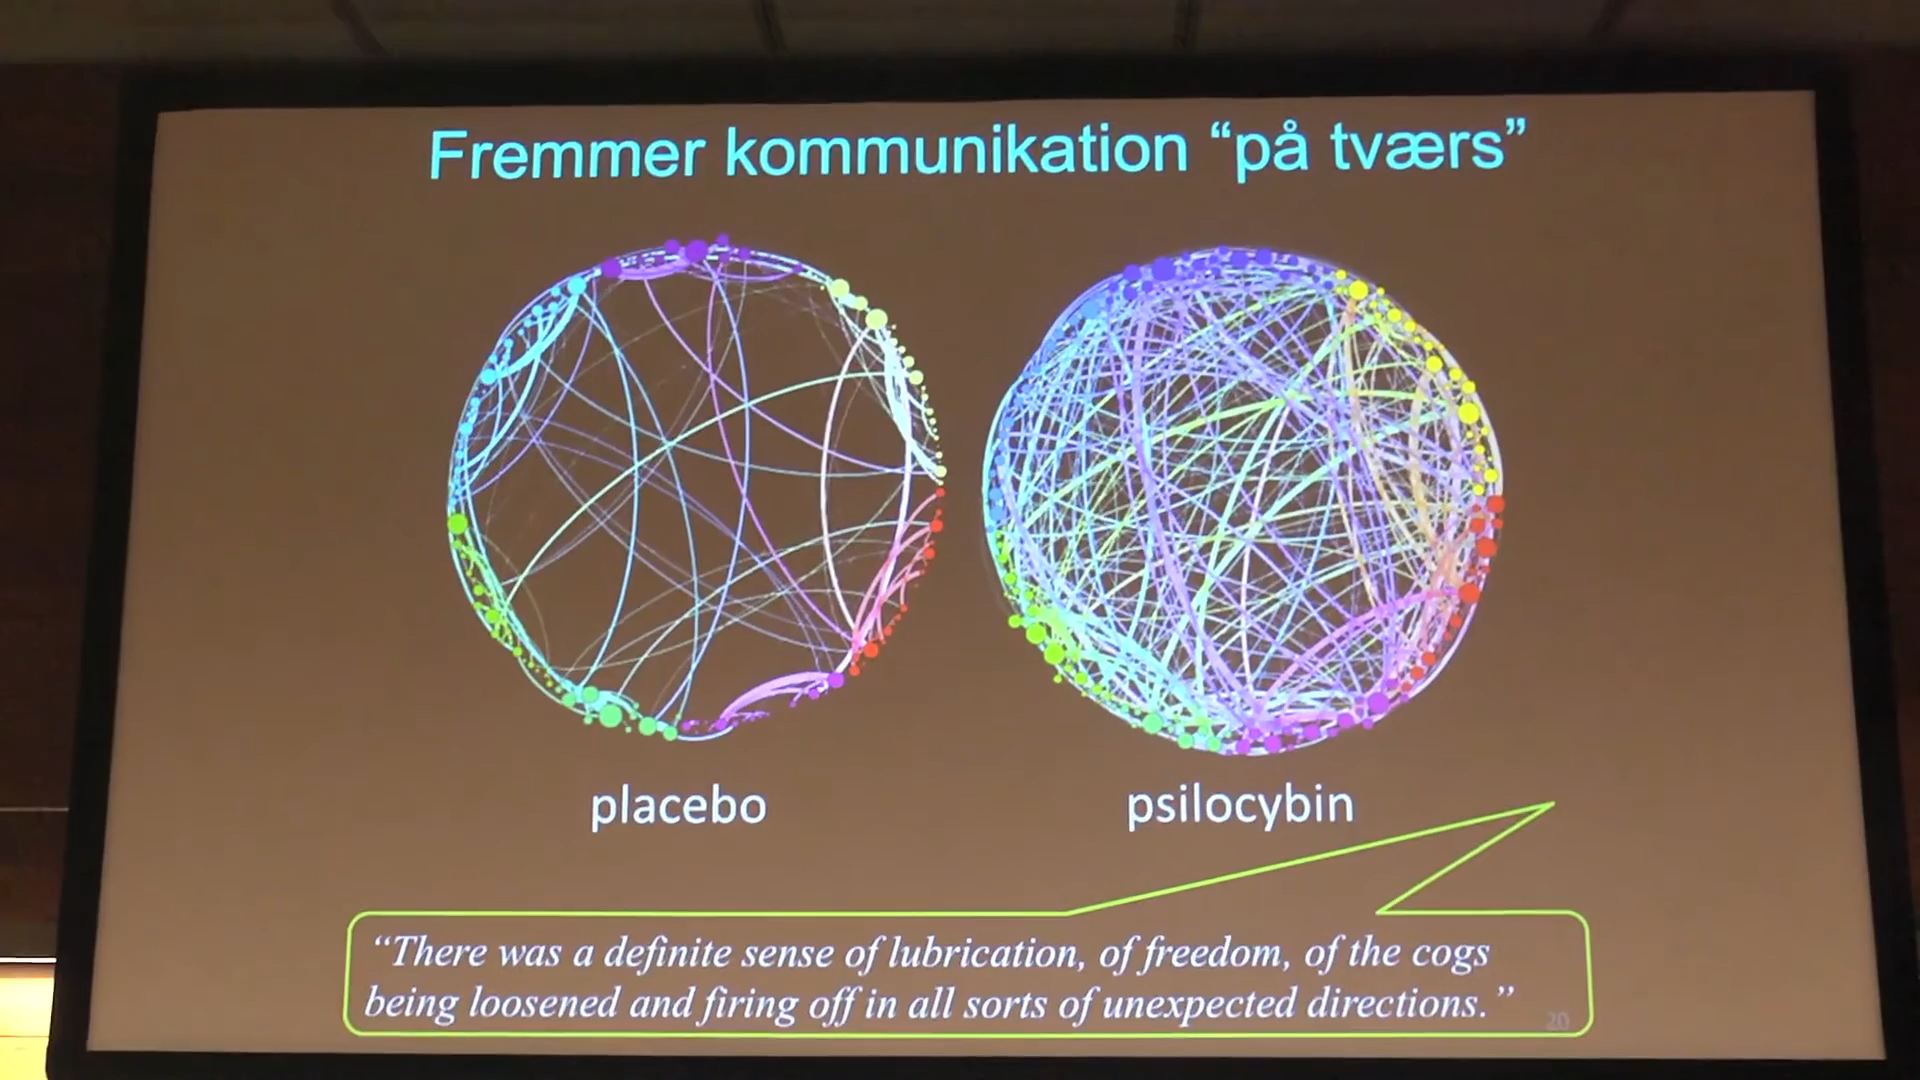 Fremmer kommunikation “på tværs”
placebo
psilocybin
“There was a definite sense of lubrication, of freedom, of the cogs
being loosened and firing off in all sorts of unexpected directions.”
20